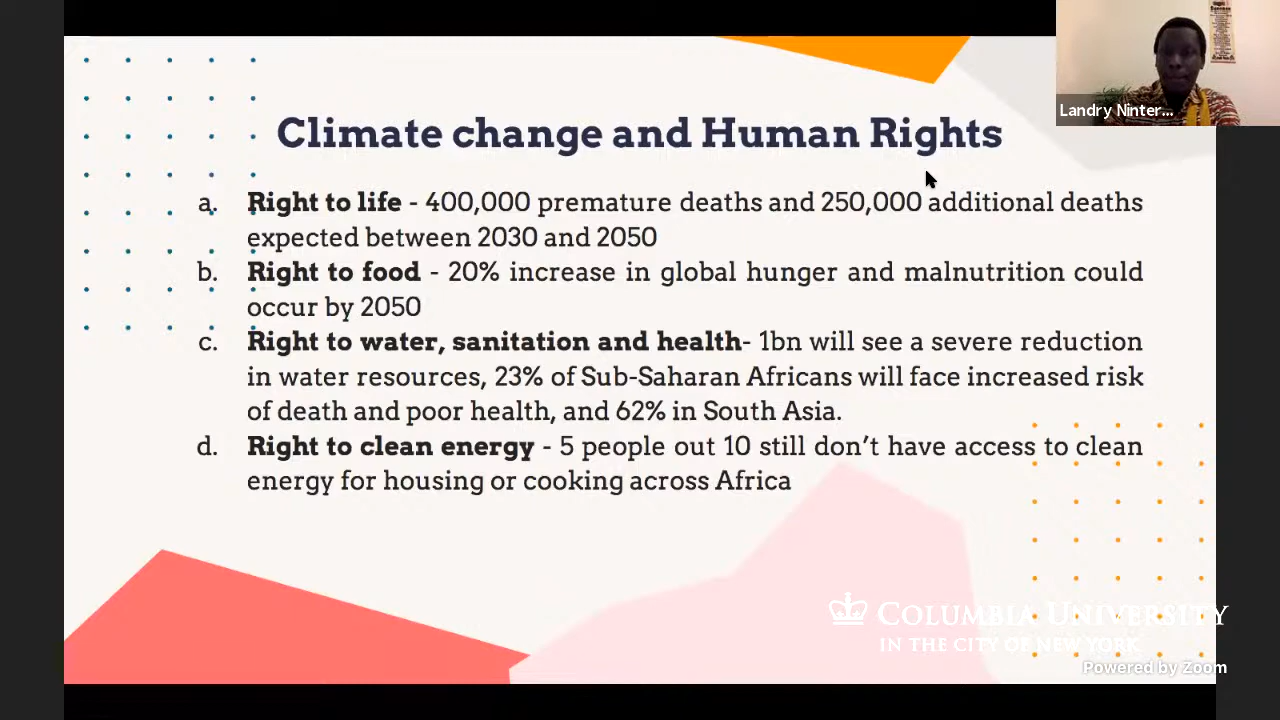 Climate change and Human Rights
Landry Ninter...
a. Right to life - 400,000 premature deaths and 250,000 additional deaths
expected between 2030 and 2050
b. Right to food - 20% increase in global hunger and malnutrition could
occur by 2050
c. Right to water, sanitation and health- 1bn will see a severe reduction
in water resources, 23% of Sub-Saharan Africans will face increased risk
of death and poor health, and 62% in South Asia.
d. Right to clean energy - 5 people out 10 still don't have access to clean
energy for housing or cooking across Africa
COLUMBIA UNIVERSITY
IN THE CITY OF NEW YORK
Powered by Zoom